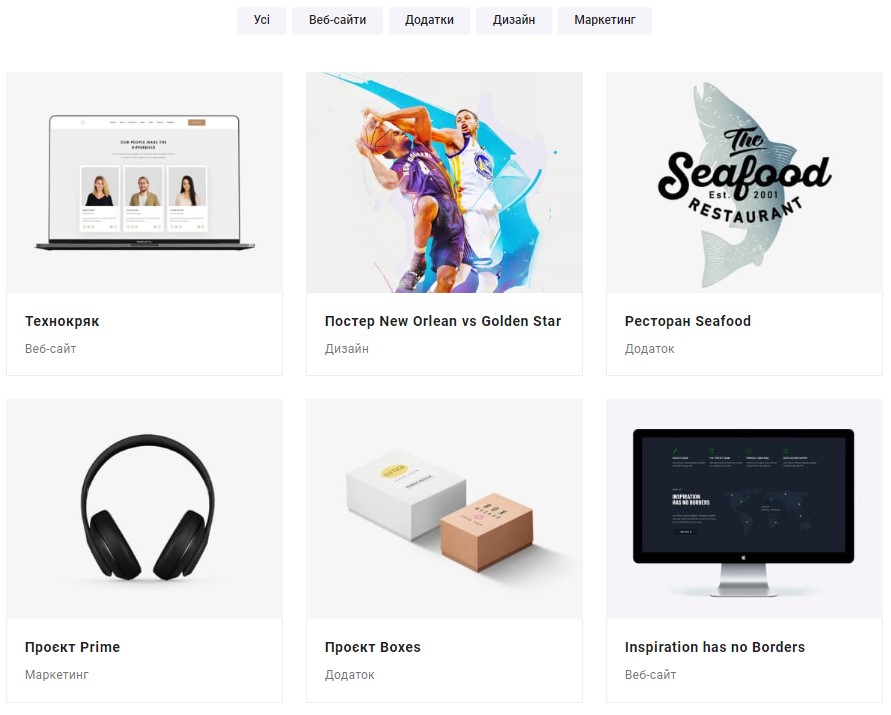 Усі
Веб-сайти
Додатки
Дизайн
Маркетинг
OUR PEOPLE MAKE THE
DIFFERENCE
The
Seafood
Est. 2001
RESTAURANT
Технокряк
Веб-сайт
Постер New Orlean vs Golden Star
Дизайн
Ресторан Seafood
Додаток
BOX
INSPIRATION
HAS NO BORDERS
Проєкт Prime
Маркетинг
Проєкт Boxes
Додаток
Inspiration has no Borders
Веб-сайт